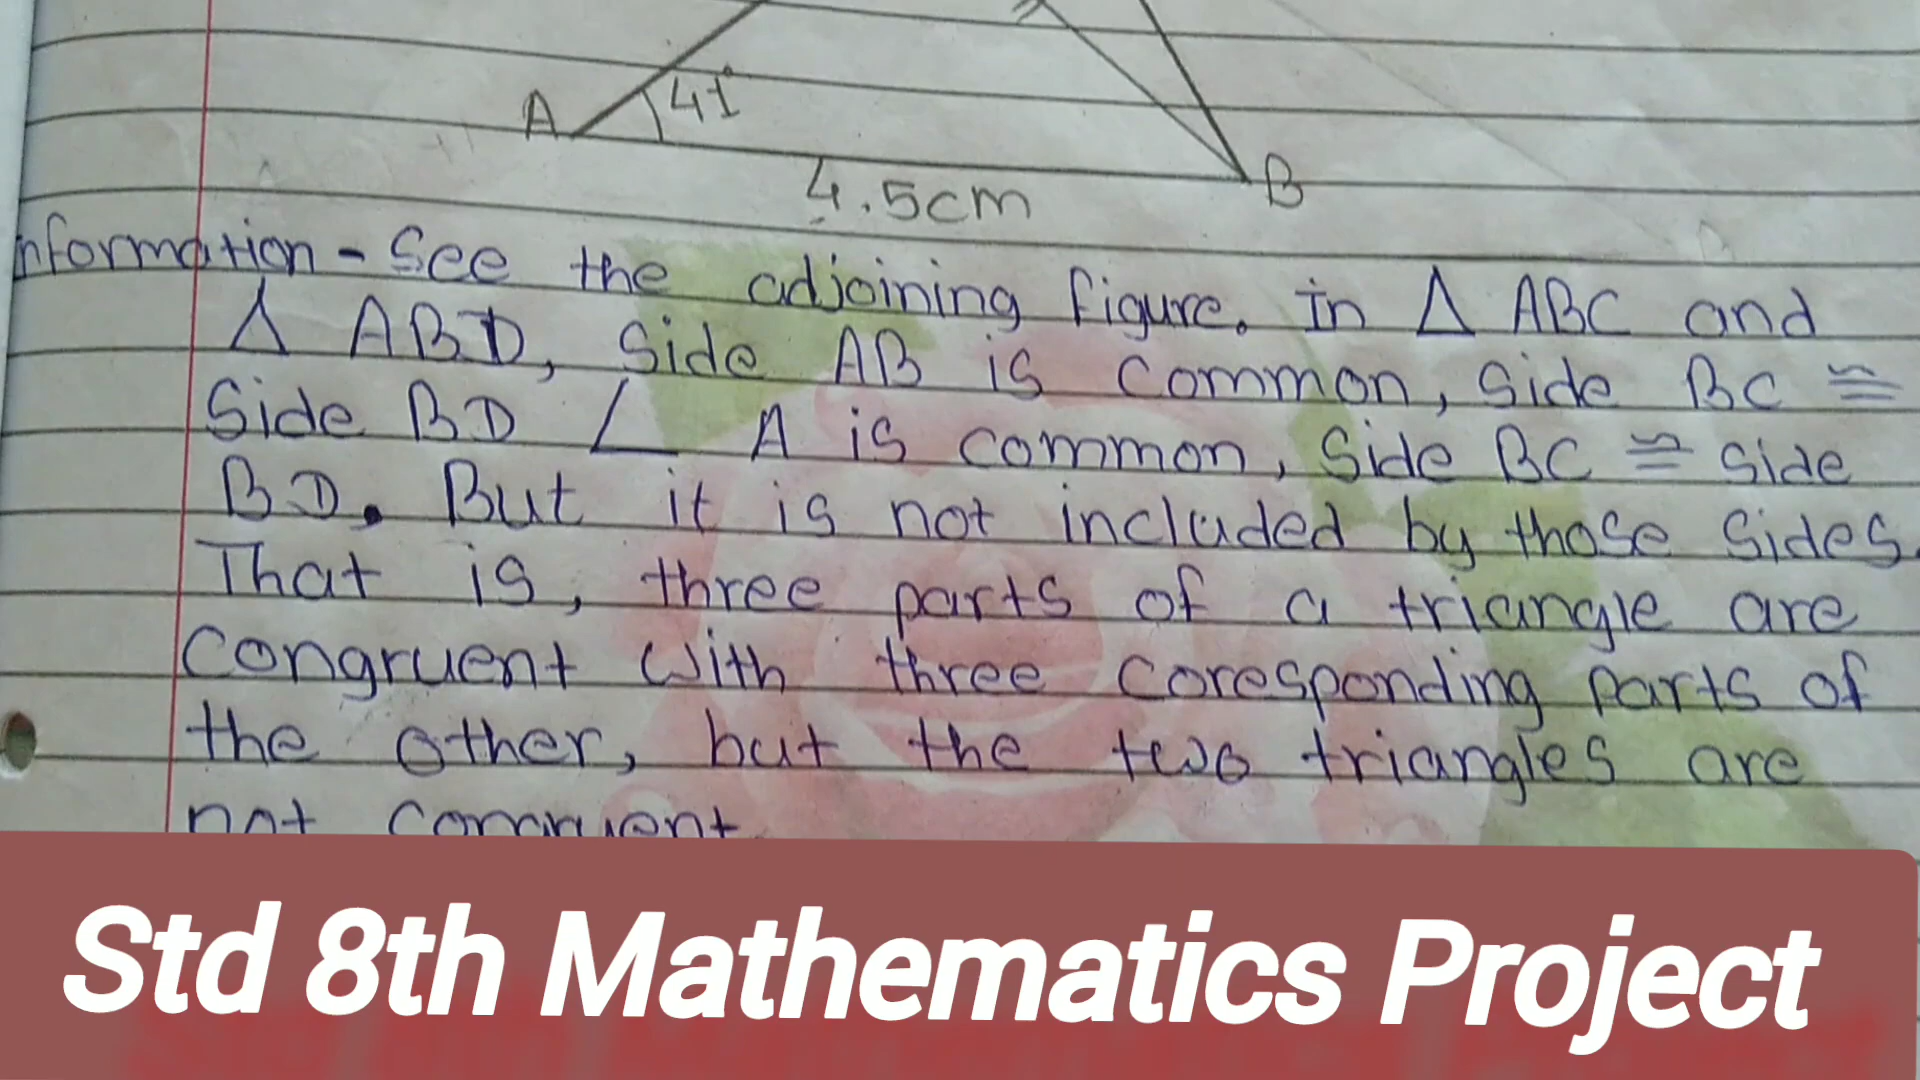 A
41°
4.5cm
B
nformation - See the adjoining figure. In Δ ABC and
Δ ABD, Side AB is Common, Side BC ≅
Side BD ∠ A is common, Side BC ≅ Side
BD. But it is not included by those Sides.
That is, three parts of a triangle are
Congruent With three Coresponding Parts of
the other, but the two triangles are
not congruent
Std 8th Mathematics Project